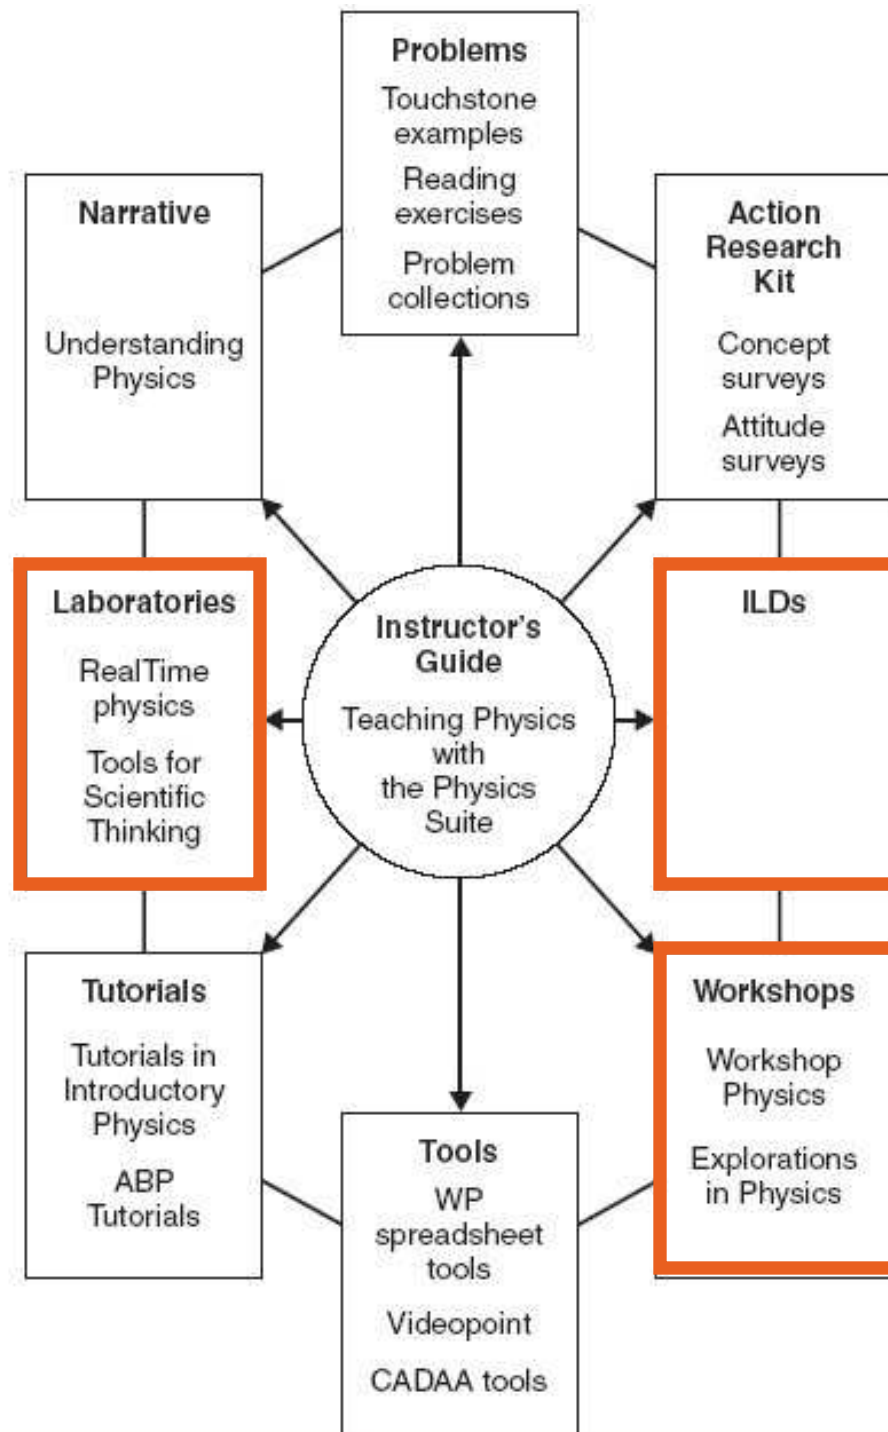 Problems
Touchstone
examples
Reading
exercises
Problem
collections
Narrative
Understanding
Physics
Action
Research
Kit
Concept
surveys
Attitude
surveys
Laboratories
RealTime
physics
Tools for
Scientific
Thinking
Instructor's
Guide
Teaching Physics
with
the Physics
Suite
ILDs
Tutorials
Tutorials in
Introductory
Physics
ABP
Tutorials
Tools
WP
spreadsheet
tools
Videopoint
CADAA tools
Workshops
Workshop
Physics
Explorations
in Physics